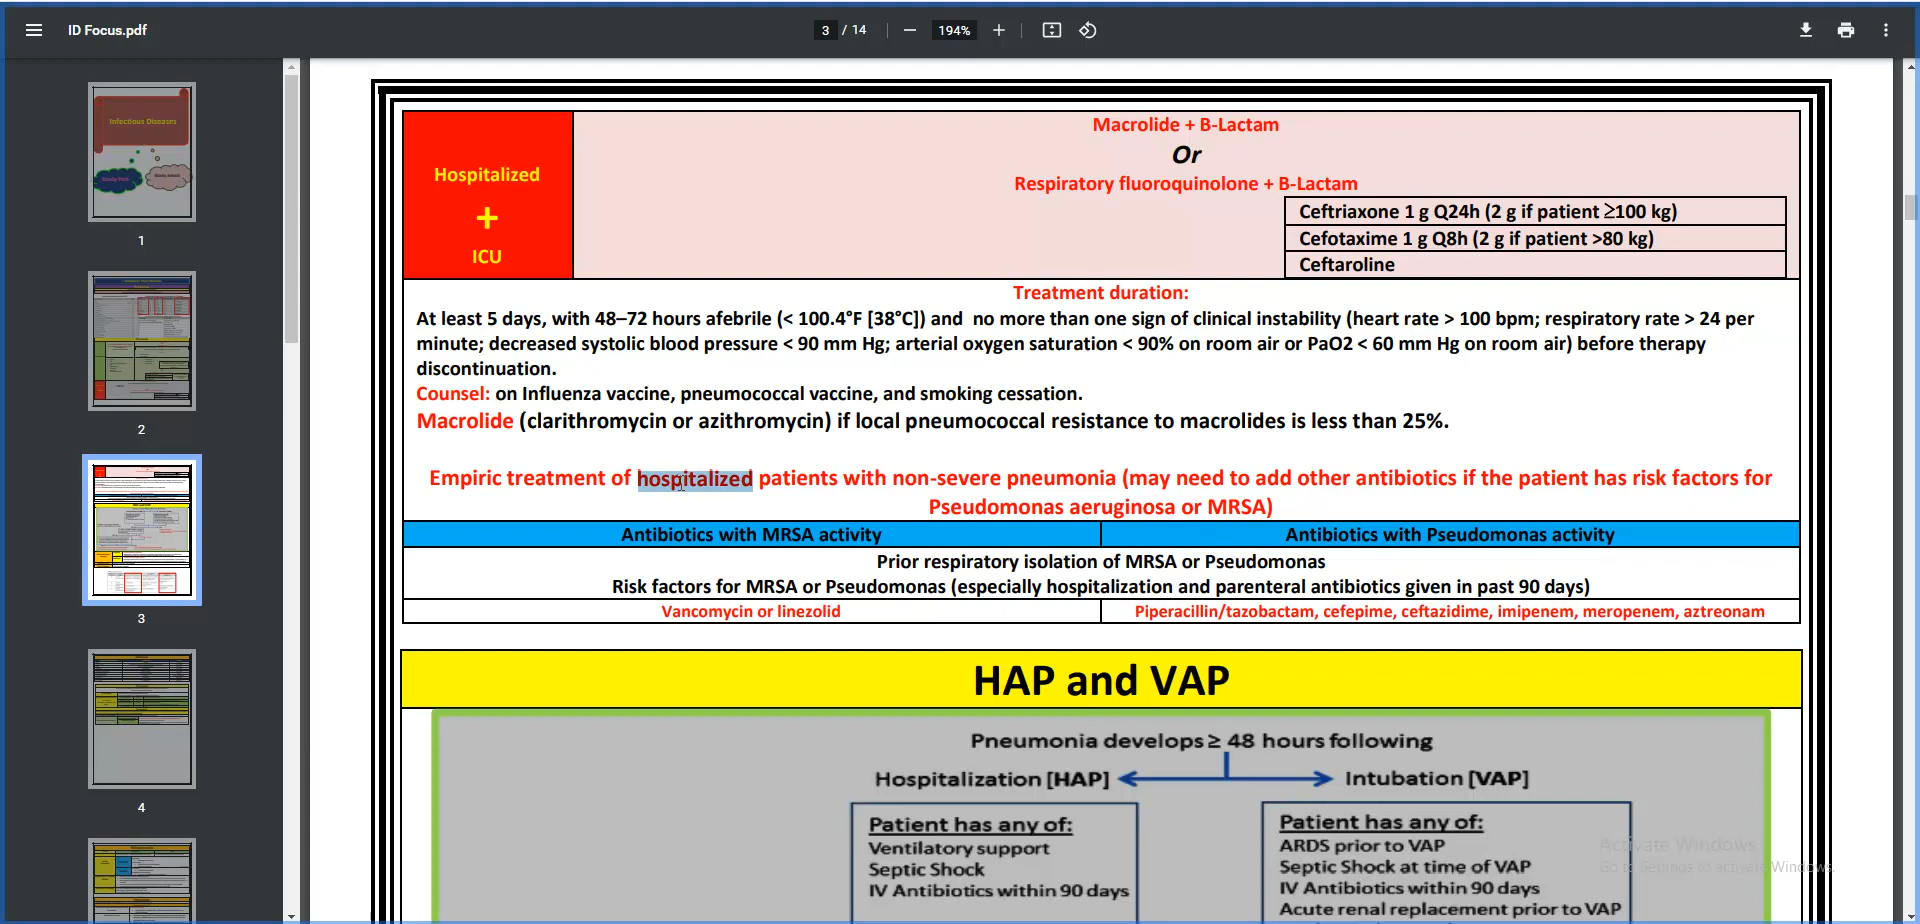 ID Focus.pdf
3 / 14
194%
Infectious Diseases
1
2
3
4
Hospitalized
+
ICU
Macrolide + B-Lactam
Or
Respiratory fluoroquinolone + B-Lactam
Ceftriaxone 1 g Q24h (2 g if patient ≥100 kg)
Cefotaxime 1 g Q8h (2 g if patient >80 kg)
Ceftaroline
Treatment duration:
At least 5 days, with 48–72 hours afebrile (< 100.4°F [38°C]) and no more than one sign of clinical instability (heart rate > 100 bpm; respiratory rate > 24 per
minute; decreased systolic blood pressure < 90 mm Hg; arterial oxygen saturation < 90% on room air or PaO2 < 60 mm Hg on room air) before therapy
discontinuation.
Counsel: on Influenza vaccine, pneumococcal vaccine, and smoking cessation.
Macrolide (clarithromycin or azithromycin) if local pneumococcal resistance to macrolides is less than 25%.
Empiric treatment of hospitalized patients with non-severe pneumonia (may need to add other antibiotics if the patient has risk factors for
Pseudomonas aeruginosa or MRSA)
Antibiotics with MRSA activity
Antibiotics with Pseudomonas activity
Prior respiratory isolation of MRSA or Pseudomonas
Risk factors for MRSA or Pseudomonas (especially hospitalization and parenteral antibiotics given in past 90 days)
Vancomycin or linezolid
Piperacillin/tazobactam, cefepime, ceftazidime, imipenem, meropenem, aztreonam
HAP and VAP
Pneumonia develops ≥ 48 hours following
Hospitalization [HAP]
Intubation [VAP]
Patient has any of:
Ventilatory support
Septic Shock
IV Antibiotics within 90 days
Patient has any of:
ARDS prior to VAP
Septic Shock at time of VAP
IV Antibiotics within 90 days
Acute renal replacement prior to VAP
Activate Windows
Go to Settings to activate Windows.